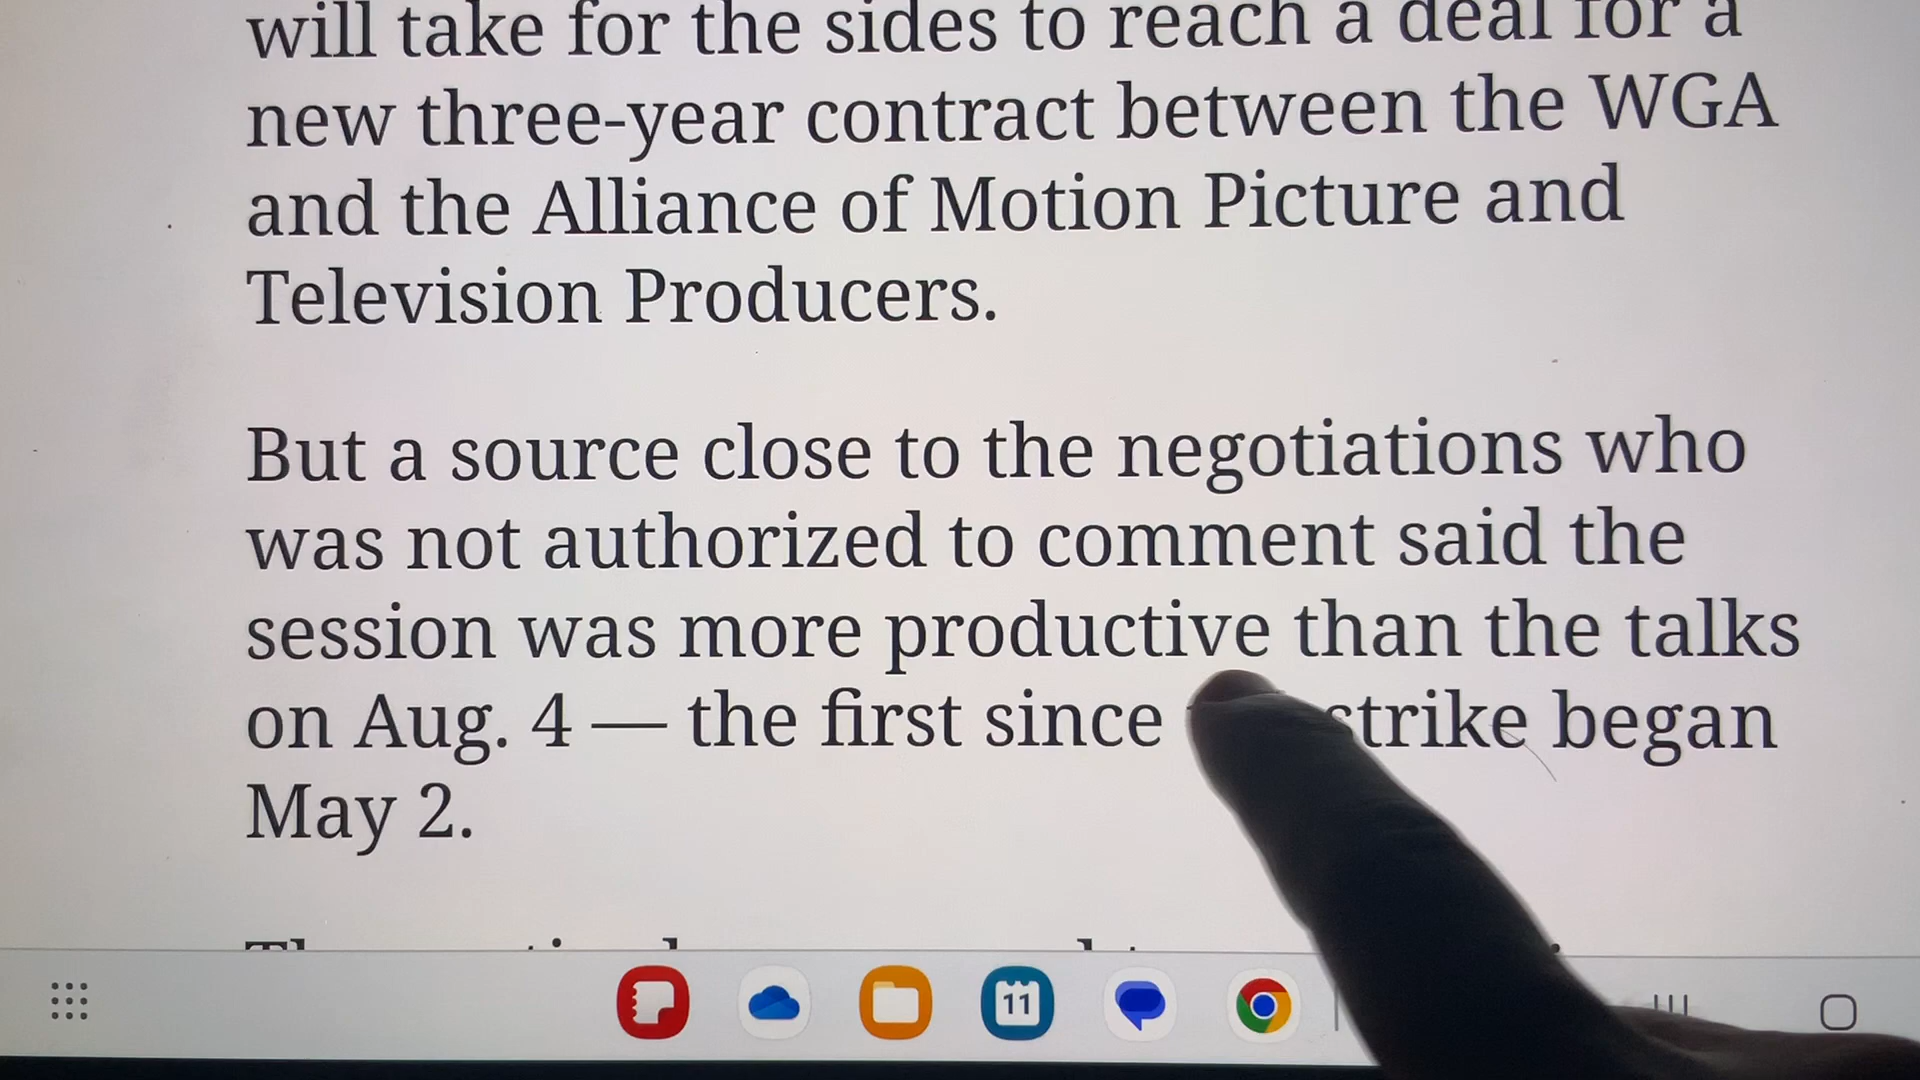 will take for the sides to reach a deal for a
new three-year contract between the WGA
and the Alliance of Motion Picture and
Television Producers.
But a source close to the negotiations who
was not authorized to comment said the
session was more productive than the talks
on Aug. 4 — the first since strike began
May 2.
11